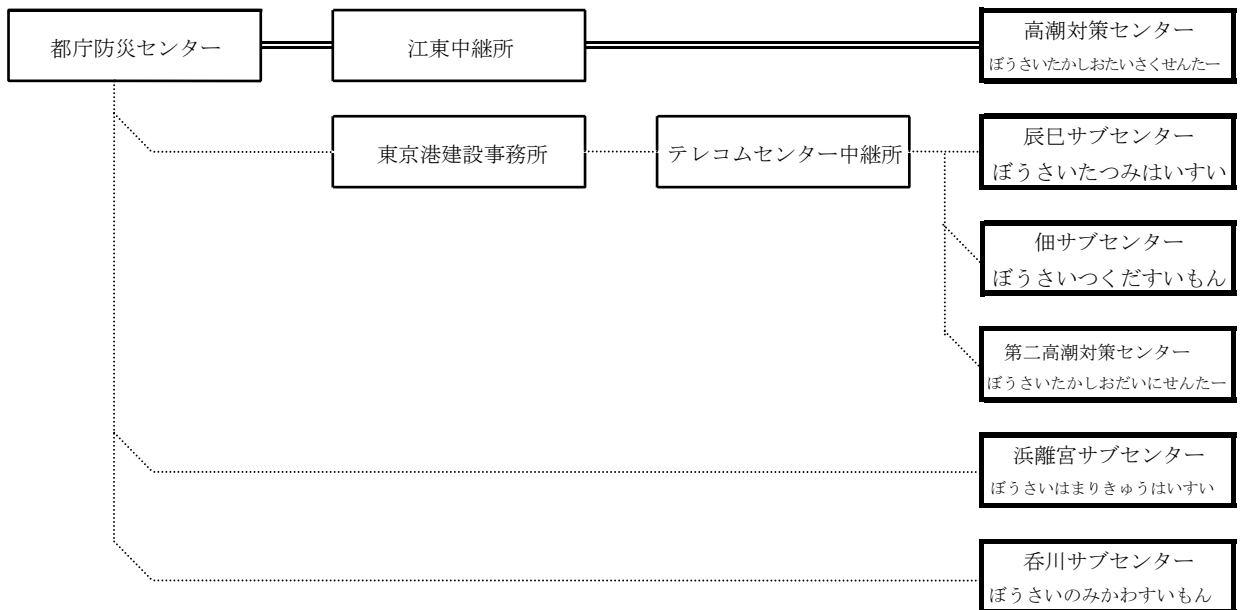 都庁防災センター
江東中継所
高潮対策センター
ぼうさいたかしおたいさくせんたー
東京港建設事務所
テレコムセンター中継所
辰巳サブセンター
ぼうさいたつみはいすい
佃サブセンター
ぼうさいつくだすいもん
第二高潮対策センター
ぼうさいたかしおだいにせんたー
浜離宮サブセンター
ぼうさいはまりきゅうはいすい
呑川サブセンター
ぼうさいのみかわすいもん